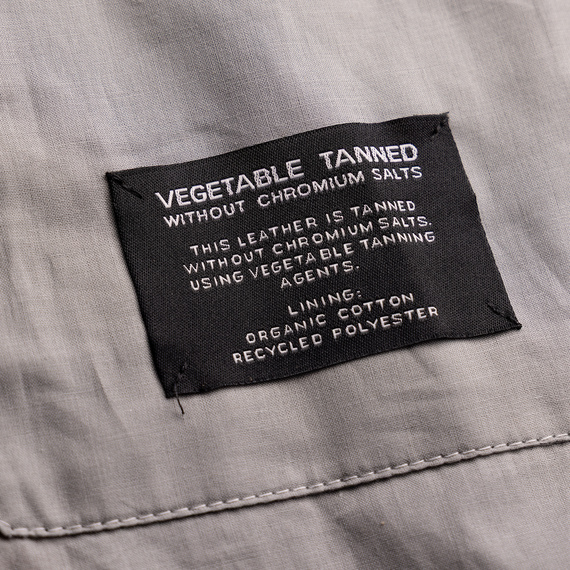 VEGETABLE TANNED
WITHOUT CHROMIUM SALTS
THIS LEATHER IS TANNED
WITHOUT CHROMIUM SALTS.
USING VEGETABLE TANNING
AGENTS.
LINING:
ORGANIC COTTON
RECYCLED POLYESTER